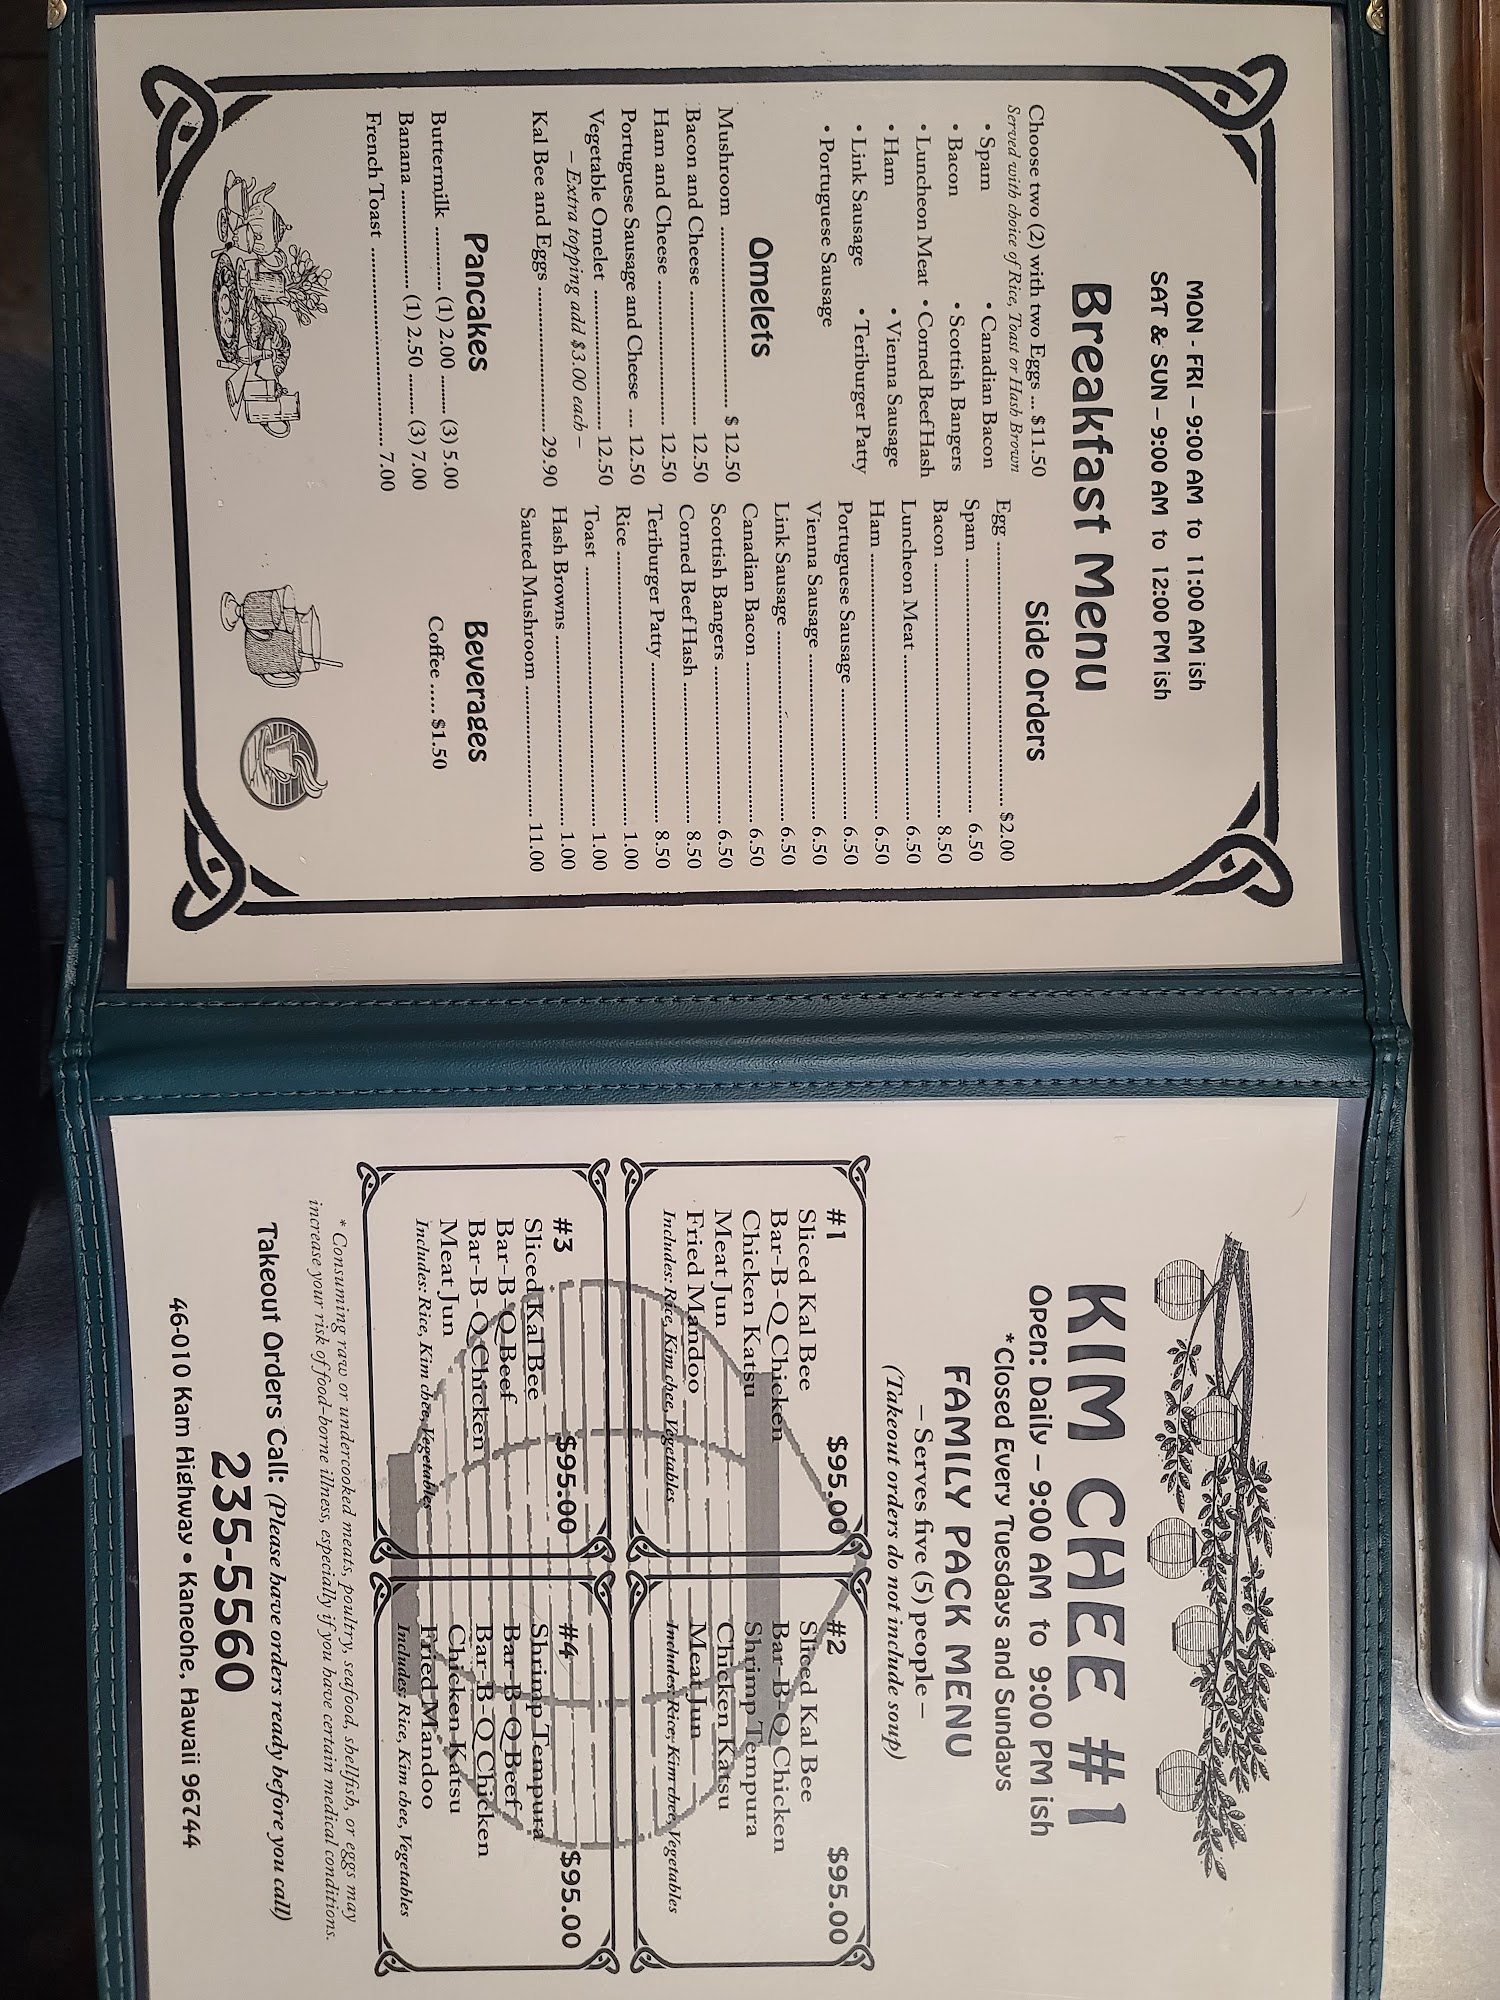 MON - FRI – 9:00 AM to 11:00 AM ish
SAT & SUN – 9:00 AM to 12:00 PM ish
Breakfast Menu
Choose two (2) with two Eggs ... $11.50
Served with choice of Rice, Toast or Hash Brown
• Spam
• Canadian Bacon
• Bacon
• Scottish Bangers
• Luncheon Meat
• Corned Beef Hash
• Ham
• Vienna Sausage
• Link Sausage
• Teriburger Patty
• Portuguese Sausage
Omelets
Mushroom ........ $ 12.50
Bacon and Cheese ........ 12.50
Ham and Cheese ........ 12.50
Portuguese Sausage and Cheese .... 12.50
Vegetable Omelet ........ 12.50
– Extra topping add $3.00 each –
Kal Bee and Eggs ........ 29.90
Pancakes
Buttermilk .......... (1) 2.00 ........ (3) 5.00
Banana .......... (1) 2.50 ........ (3) 7.00
French Toast .......... 7.00
Side Orders
Egg ........ $2.00
Spam ........ 6.50
Bacon ........ 8.50
Luncheon Meat ........ 6.50
Ham ........ 6.50
Portuguese Sausage ........ 6.50
Vienna Sausage ........ 6.50
Link Sausage ........ 6.50
Canadian Bacon ........ 6.50
Scottish Bangers ........ 6.50
Corned Beef Hash ........ 8.50
Teriburger Patty ........ 8.50
Rice ........ 1.00
Toast ........ 1.00
Hash Browns ........ 1.00
Sauted Mushroom ........ 11.00
Beverages
Coffee ...... $1.50
KIM CHEE #1
Open: Daily – 9:00 AM to 9:00 PM ish
*Closed Every Tuesdays and Sundays
FAMILY PACK MENU
– Serves five (5) people –
(Takeout orders do not include soup)
#1 $95.00
Sliced Kal Bee
Bar-B-Q Chicken
Chicken Katsu
Meat Jun
Fried Mandoo
Includes: Rice, Kim chee, Vegetables
#2 $95.00
Sliced Kal Bee
Bar-B-Q Chicken
Shrimp Tempura
Chicken Katsu
Meat Jun
Includes: Rice, Kim chee, Vegetables
#3 $95.00
Sliced Kal Bee
Bar-B-Q Beef
Bar-B-Q Chicken
Meat Jun
Includes: Rice, Kim chee, Vegetables
#4 $95.00
Shrimp Tempura
Bar-B-Q Beef
Bar-B-Q Chicken
Chicken Katsu
Fried Mandoo
Includes: Rice, Kim chee, Vegetables
* Consuming raw or undercooked meats, poultry, seafood, shellfish, or eggs may
increase your risk of food-borne illness, especially if you have certain medical conditions.
Takeout Orders Call: (Please have orders ready before you call)
235-5560
46-010 Kam Highway • Kaneohe, Hawaii 96744